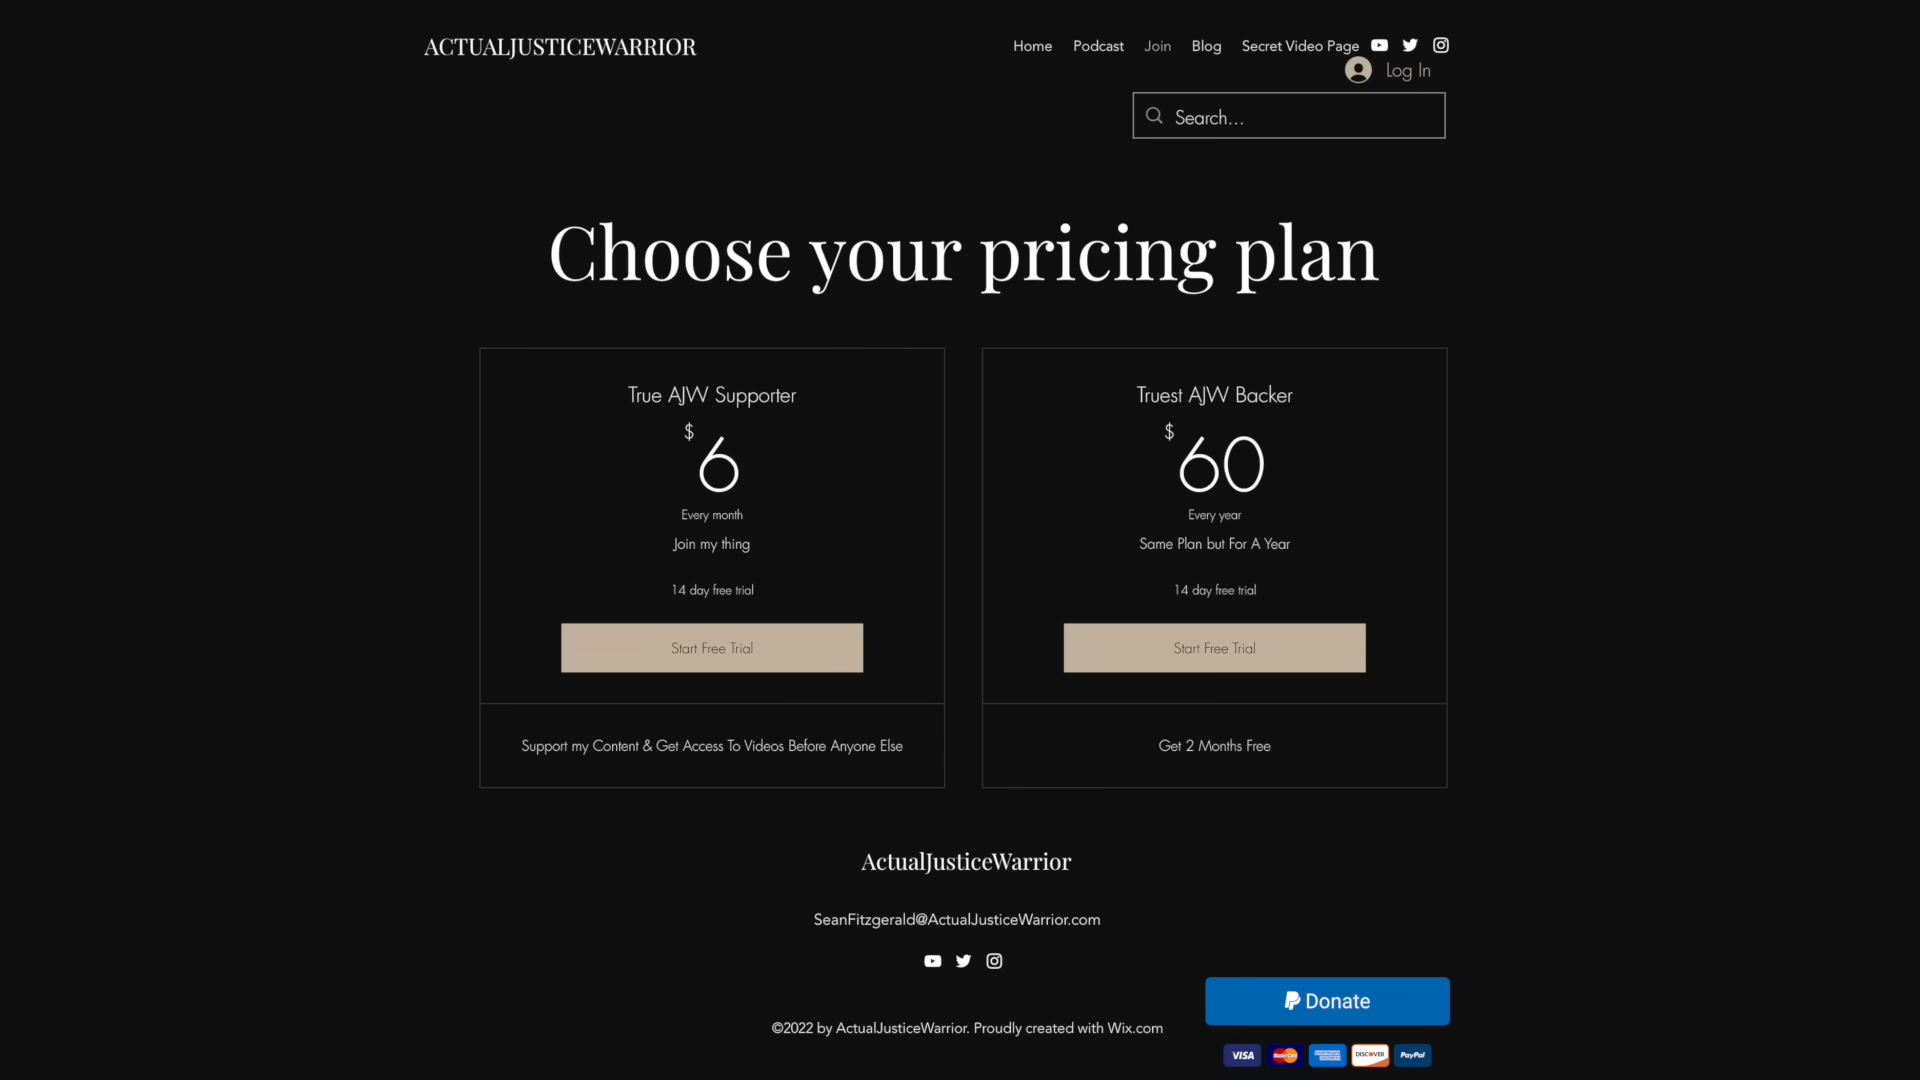 ACTUALJUSTICEWARRIOR
Home Podcast Join Blog Secret Video Page
Log In
Search...
Choose your pricing plan
True AJW Supporter
$ 6
Every month
Join my thing
14 day free trial
Start Free Trial
Support my Content & Get Access To Videos Before Anyone Else
Truest AJW Backer
$ 60
Every year
Same Plan but For A Year
14 day free trial
Start Free Trial
Get 2 Months Free
ActualJusticeWarrior
SeanFitzgerald@ActualJusticeWarrior.com
Donate
©2022 by ActualJusticeWarrior. Proudly created with Wix.com
VISA MasterCard DISCOVER PayPal